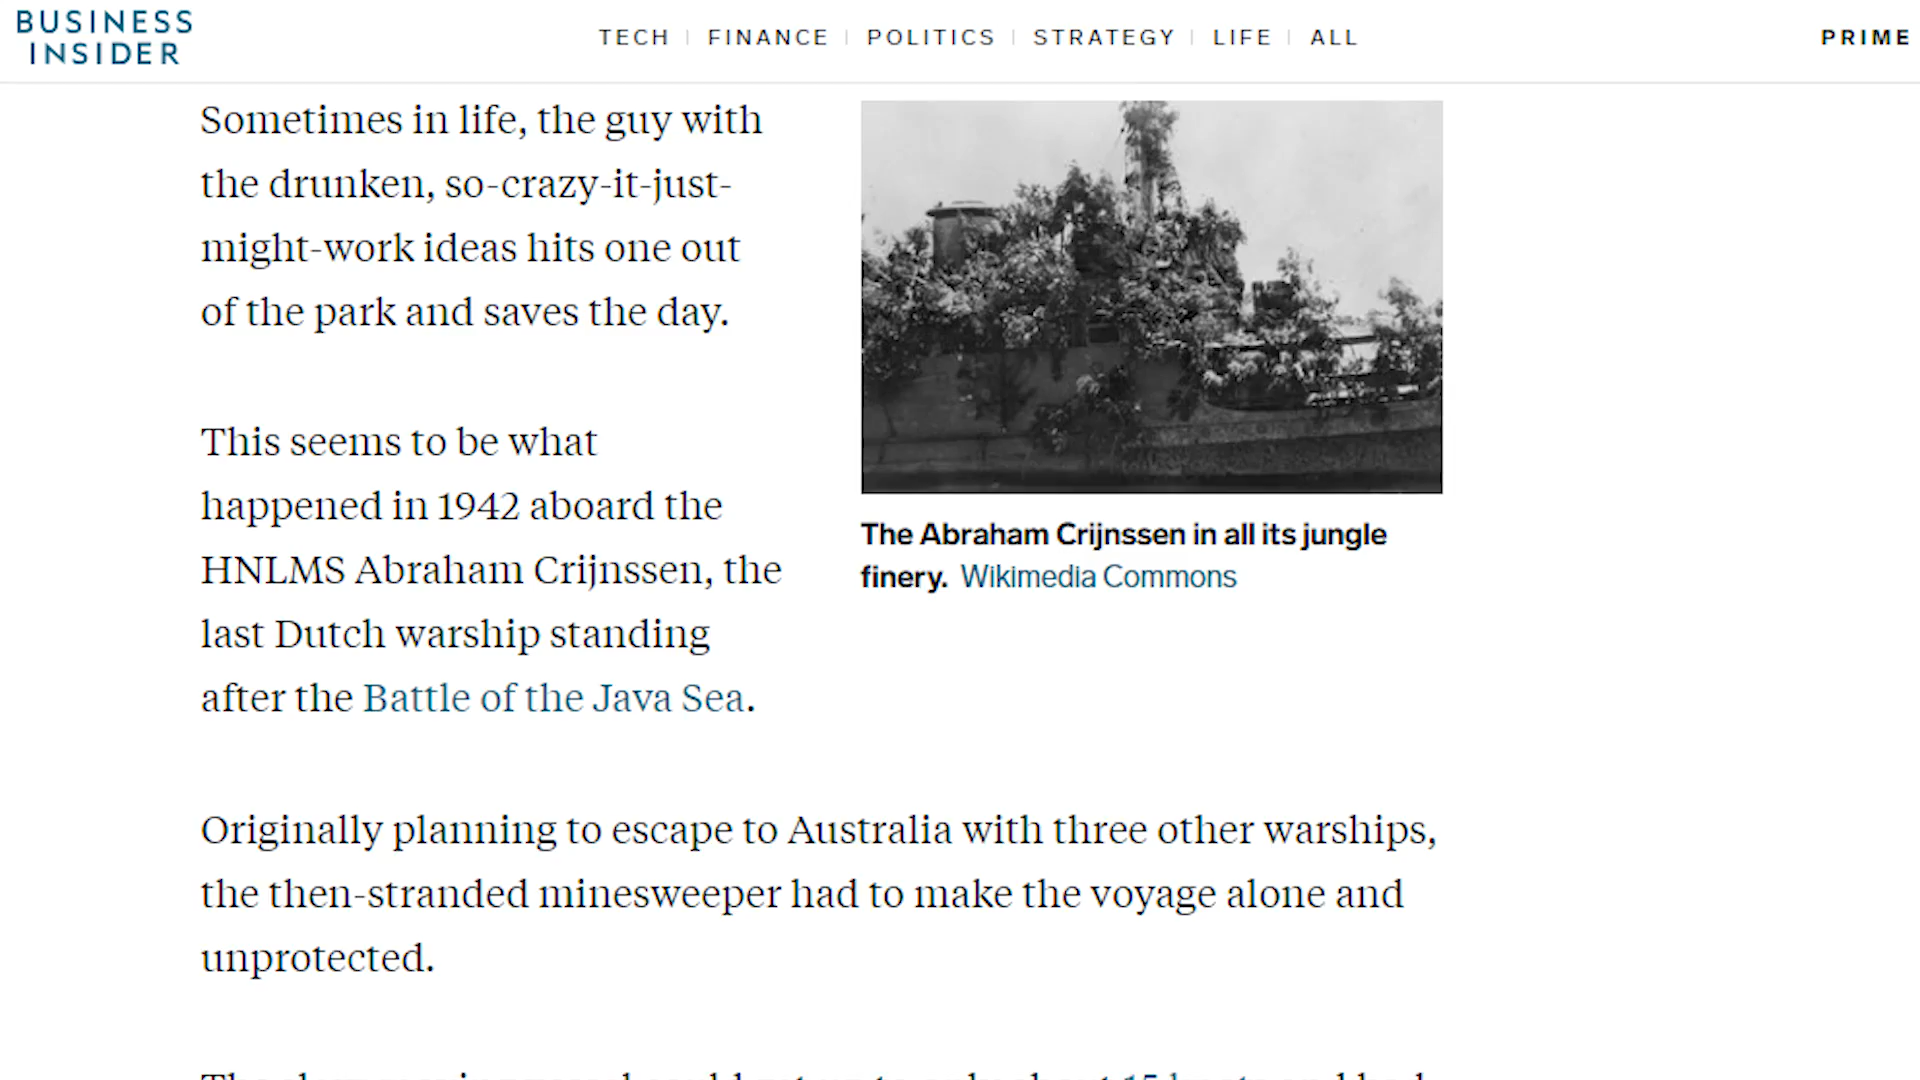 BUSINESS
INSIDER
TECH | FINANCE | POLITICS | STRATEGY | LIFE | ALL
PRIME
Sometimes in life, the guy with
the drunken, so-crazy-it-just-
might-work ideas hits one out
of the park and saves the day.
This seems to be what
happened in 1942 aboard the
HNLMS Abraham Crijnssen, the
last Dutch warship standing
after the Battle of the Java Sea.
The Abraham Crijnssen in all its jungle
finery. Wikimedia Commons
Originally planning to escape to Australia with three other warships,
the then-stranded minesweeper had to make the voyage alone and
unprotected.